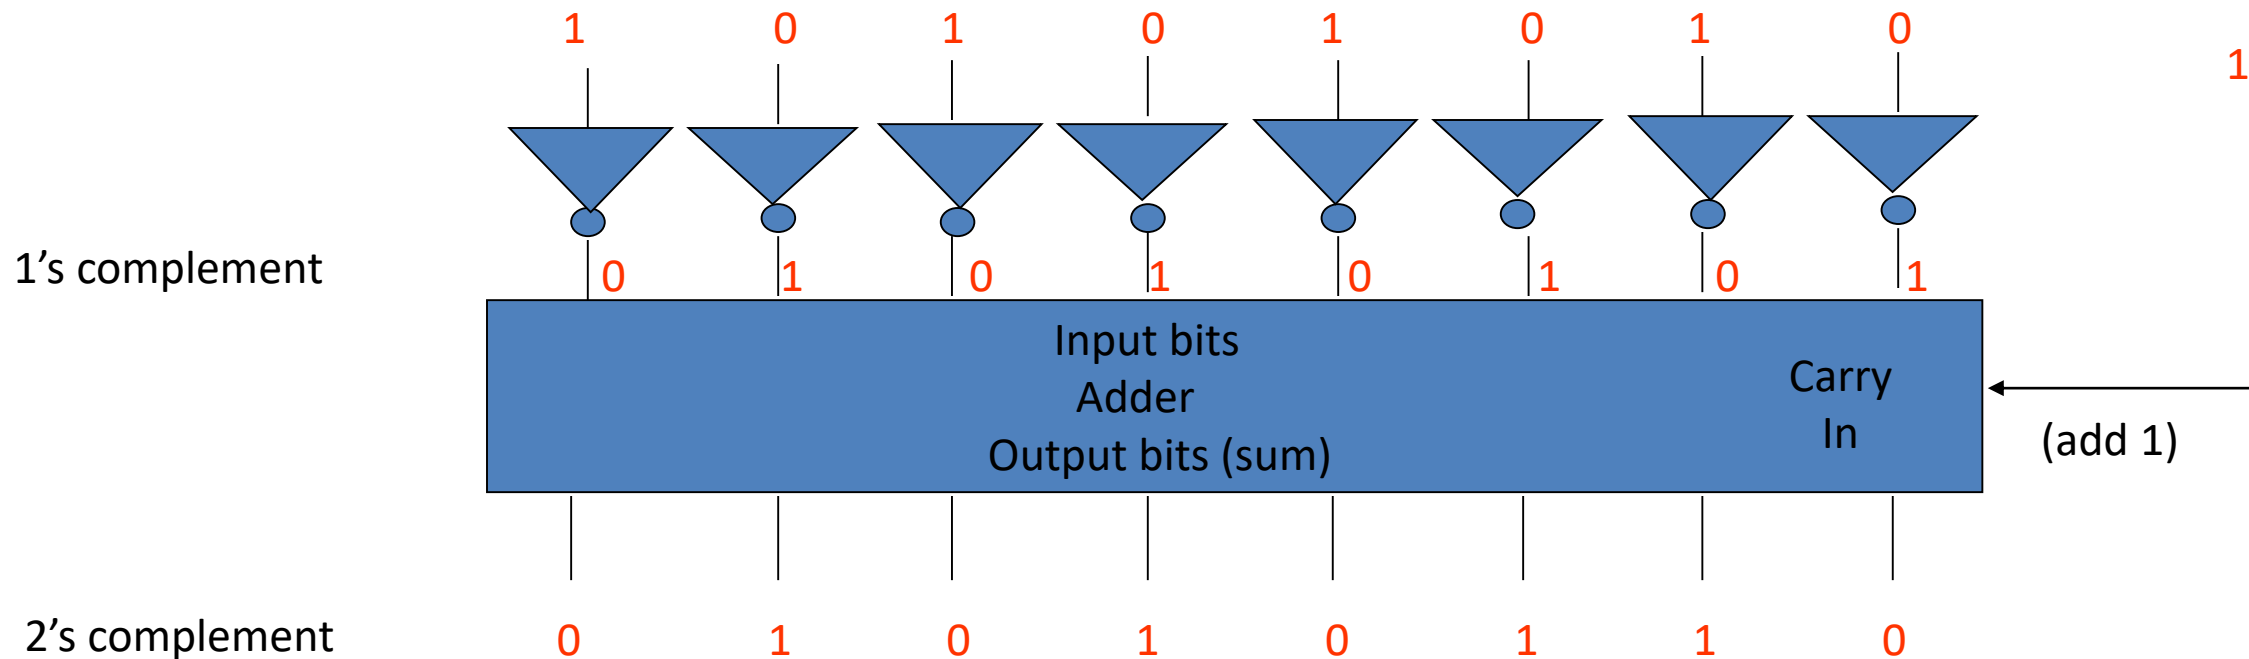 1 0 1 0 1 0 1 0
1
1's complement
0 1 0 1 0 1 0 1
Input bits
Adder
Output bits (sum)
Carry
In
(add 1)
2's complement
0 1 0 1 0 1 1 0